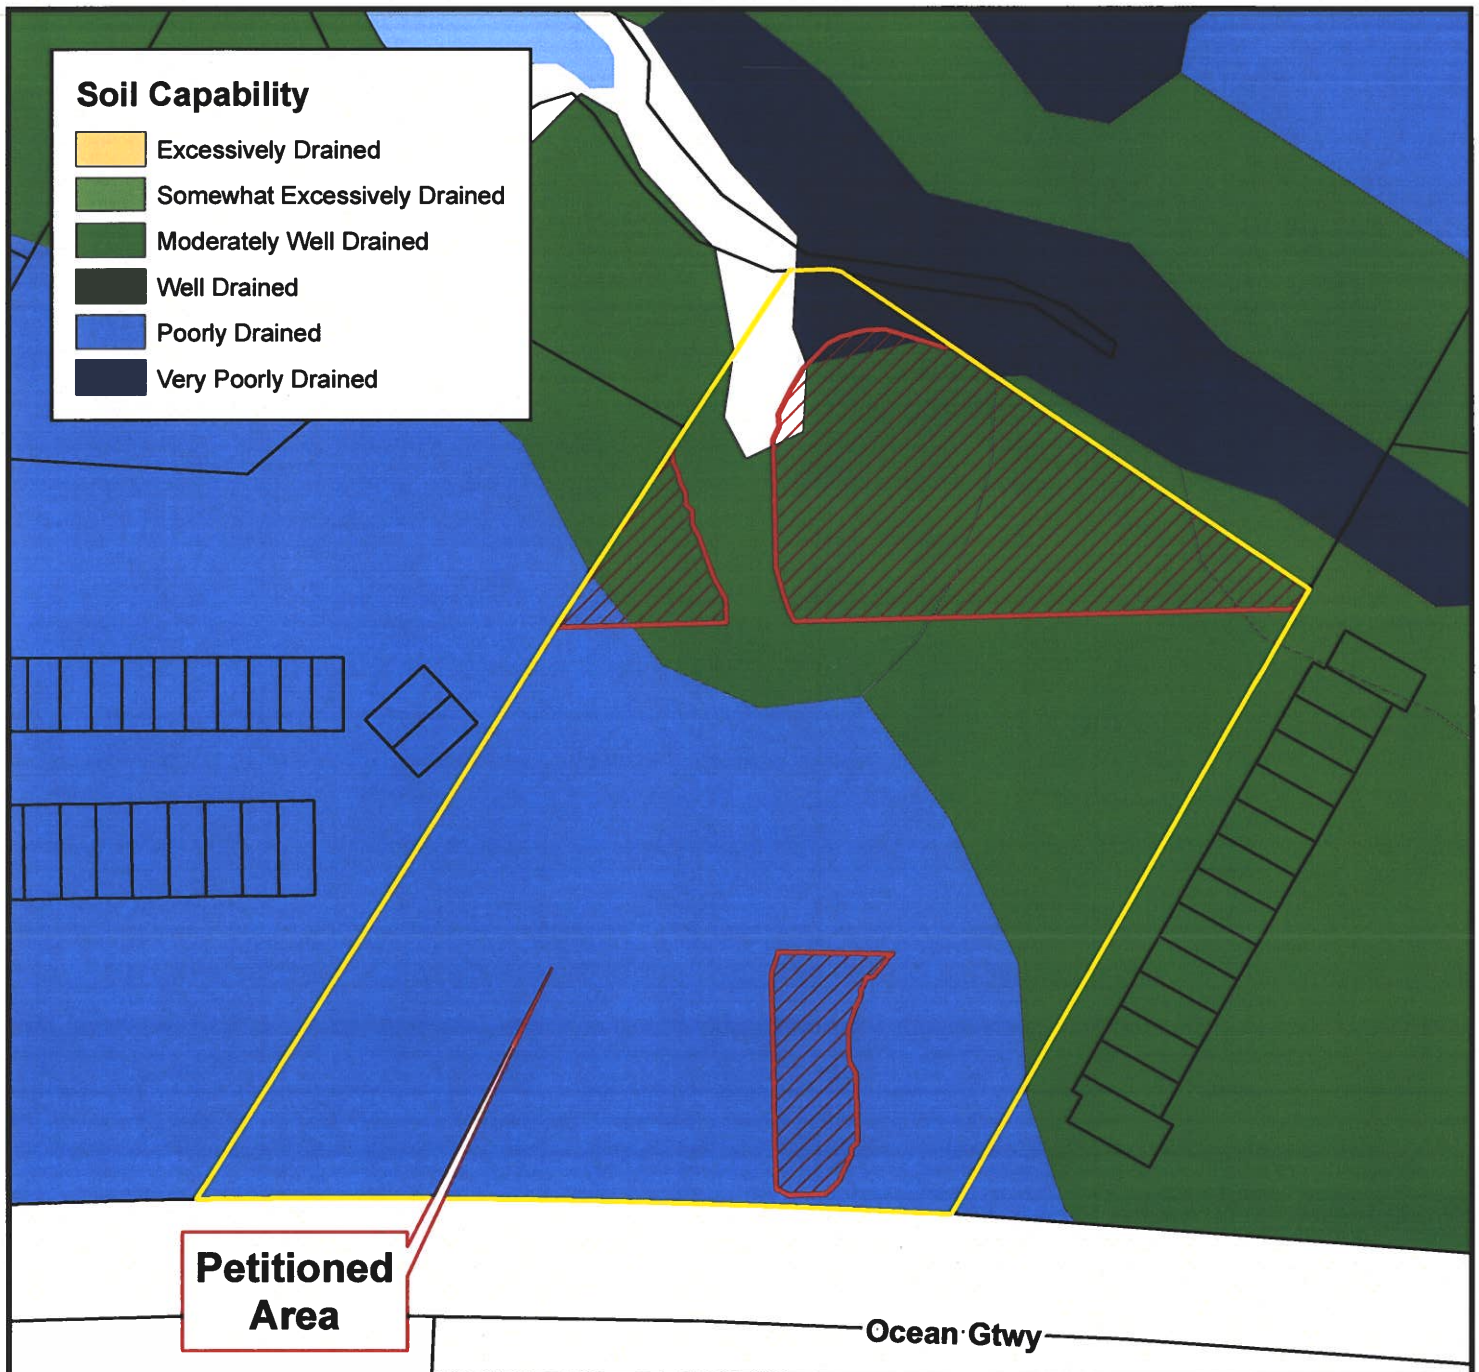 Soil Capability
Excessively Drained
Somewhat Excessively Drained
Moderately Well Drained
Well Drained
Poorly Drained
Very Poorly Drained
Petitioned
Area
Ocean Gtwy